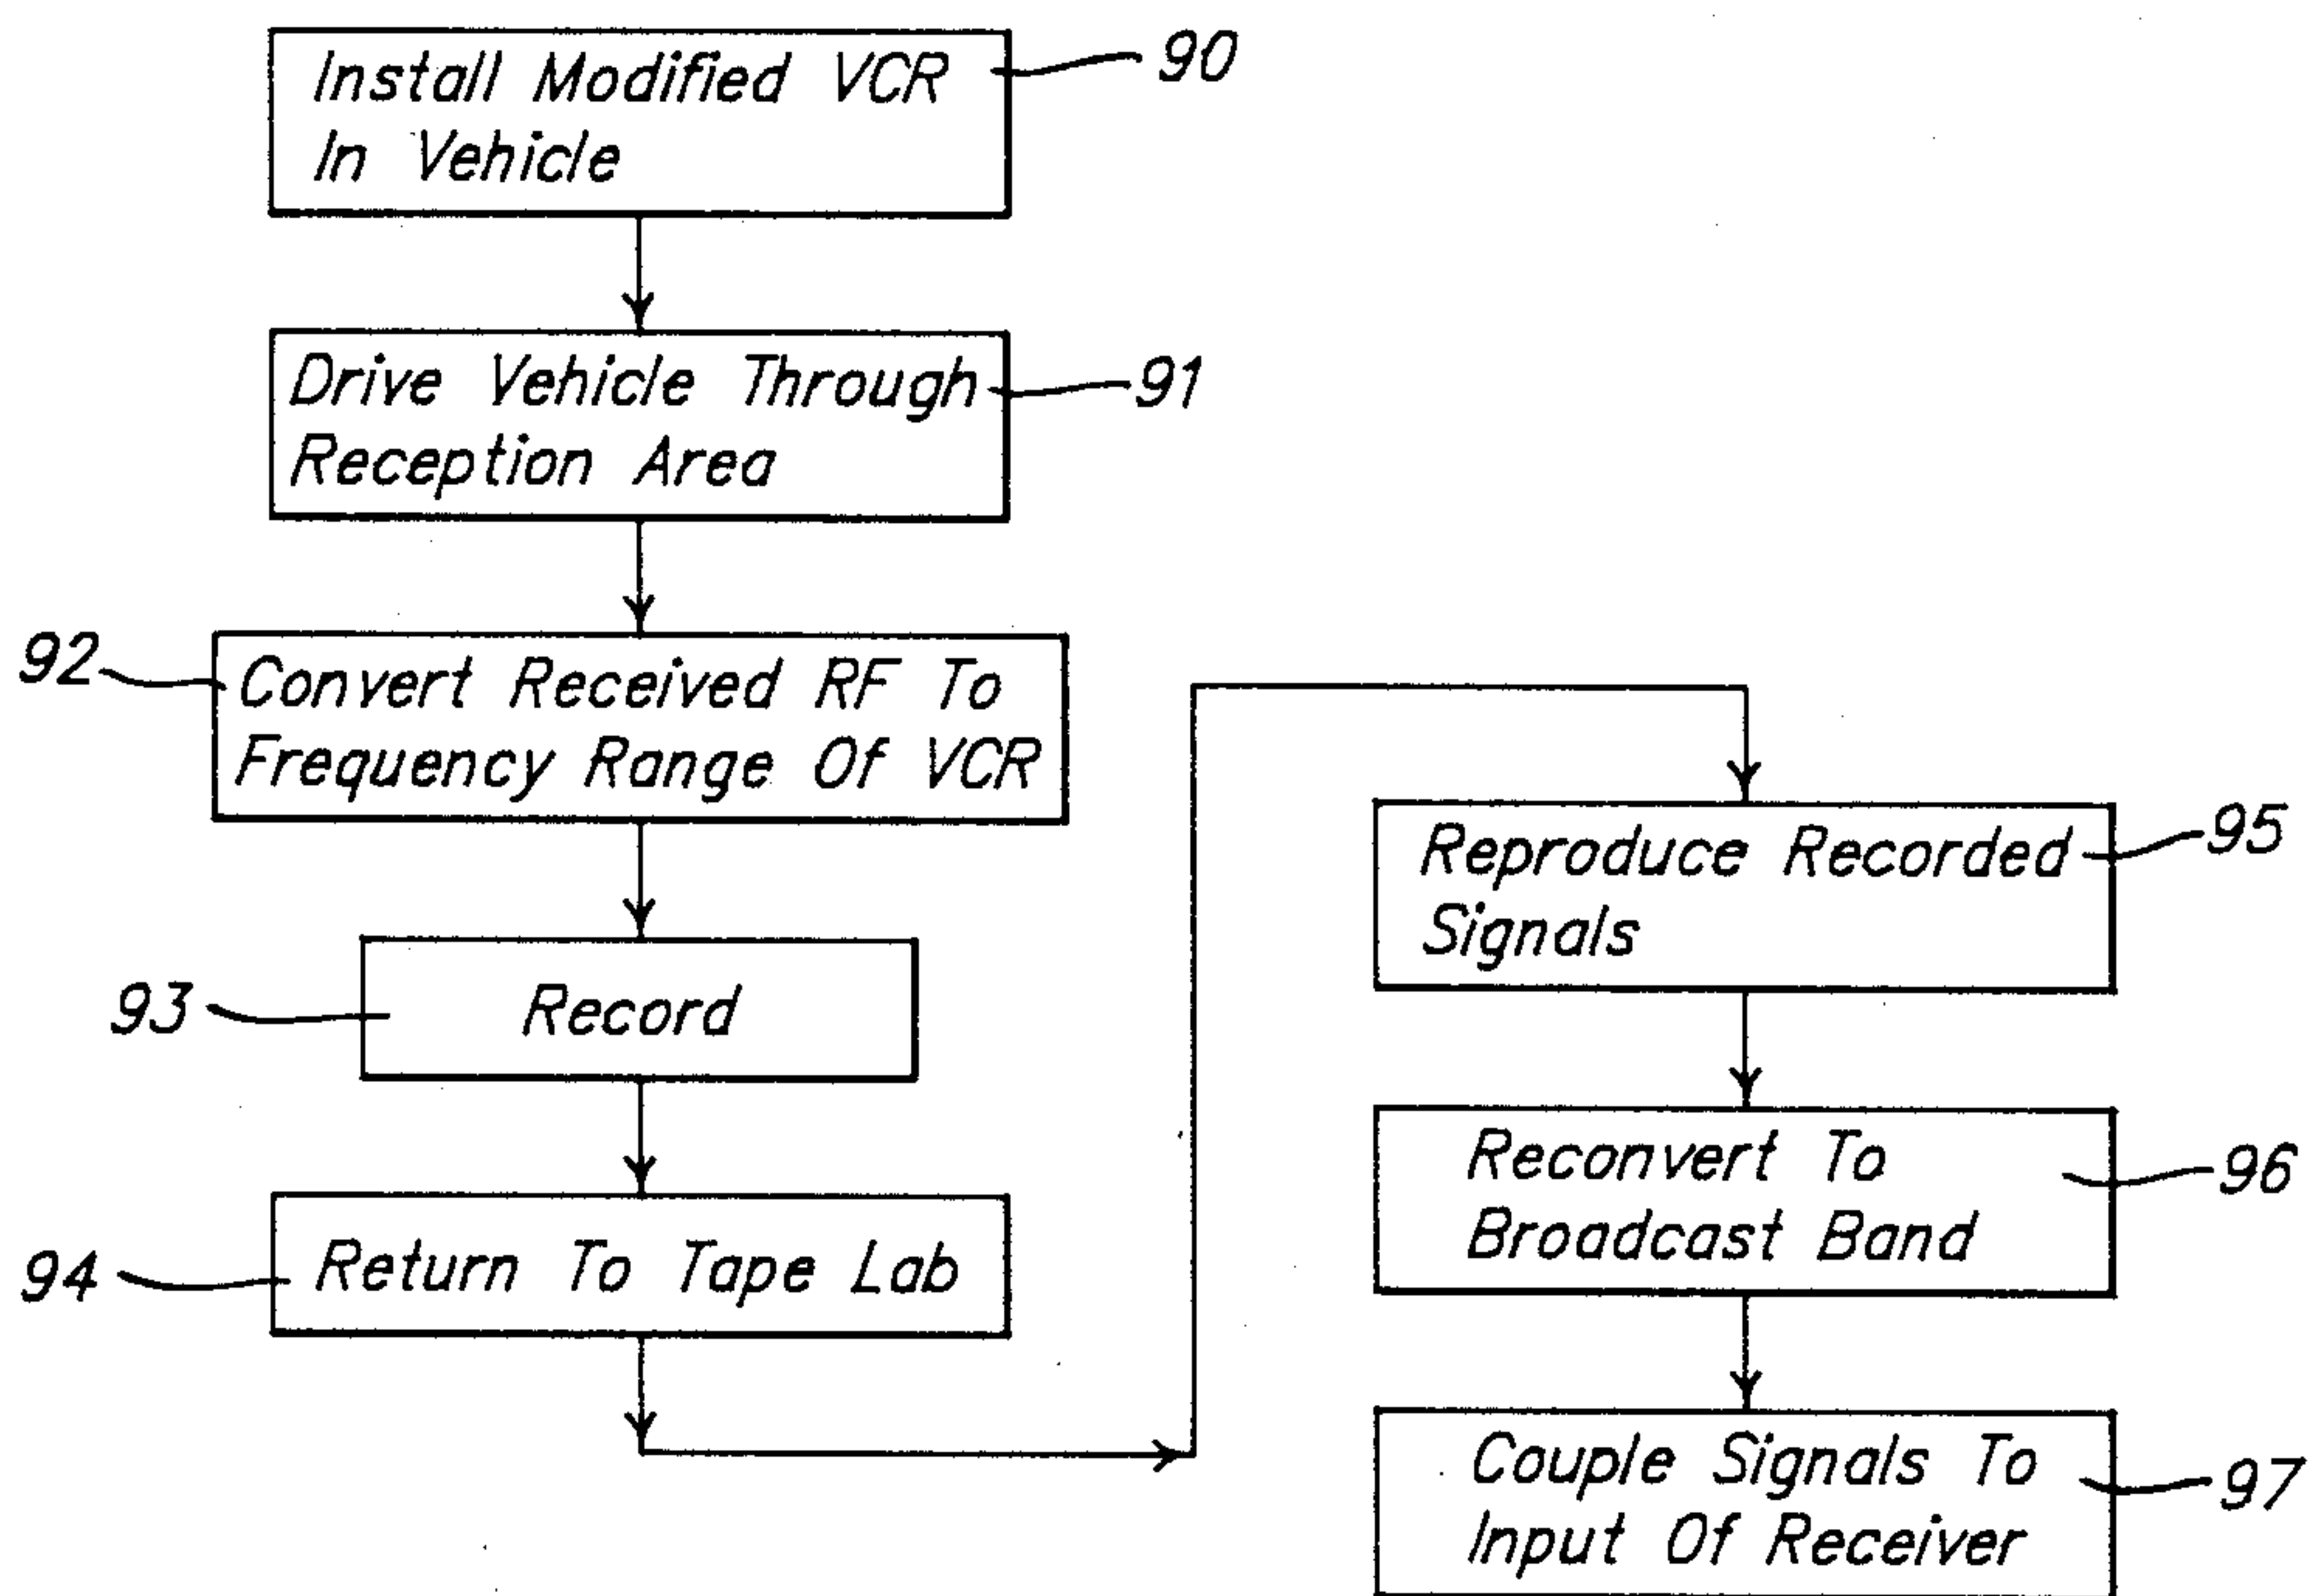 Install Modified VCR
In Vehicle
90
Drive Vehicle Through
Reception Area
91
92
Convert Received RF To
Frequency Range Of VCR
93
Record
94
Return To Tape Lab
Reproduce Recorded
Signals
95
Reconvert To
Broadcast Band
96
Couple Signals To
Input Of Receiver
97